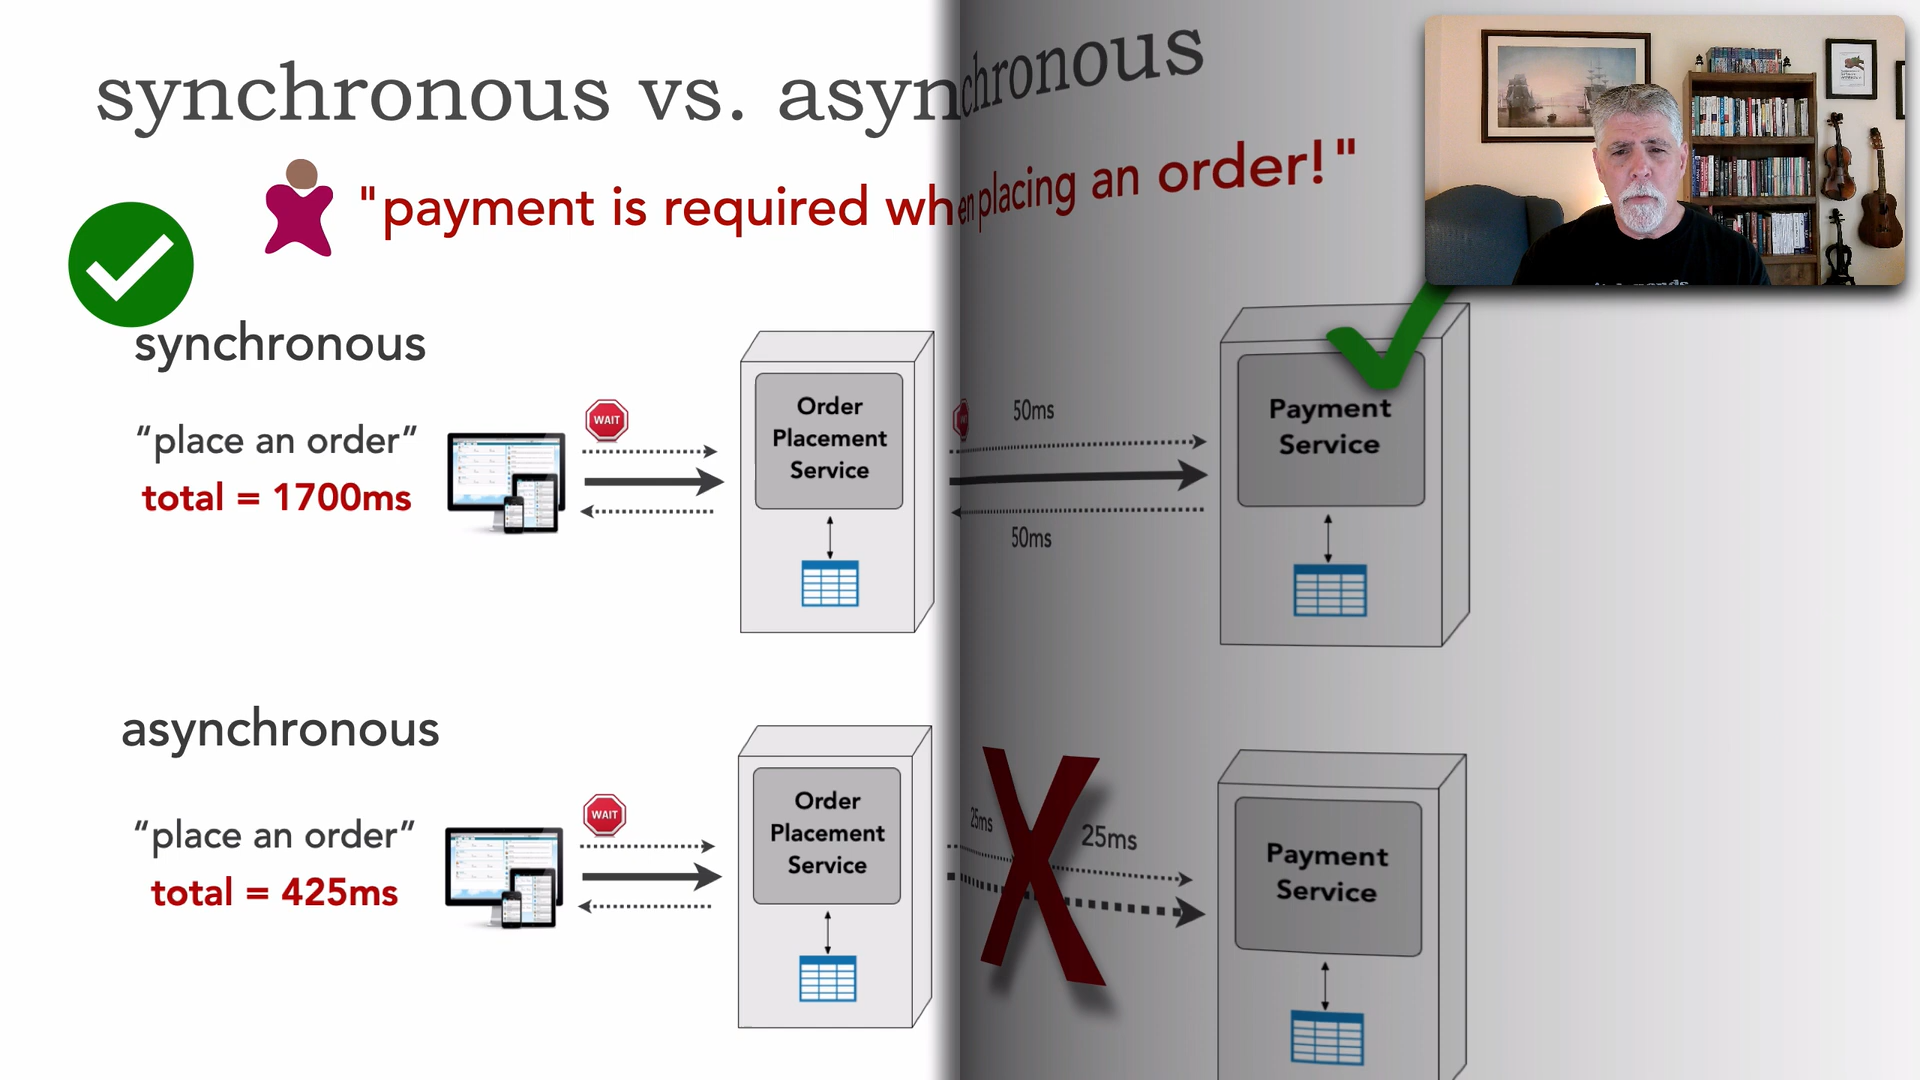 synchronous vs. asynchronous
"payment is required when placing an order!"
synchronous
"place an order"
total = 1700ms
WAIT
Order
Placement
Service
50ms
50ms
Payment
Service
asynchronous
"place an order"
total = 425ms
WAIT
Order
Placement
Service
25ms
25ms
Payment
Service